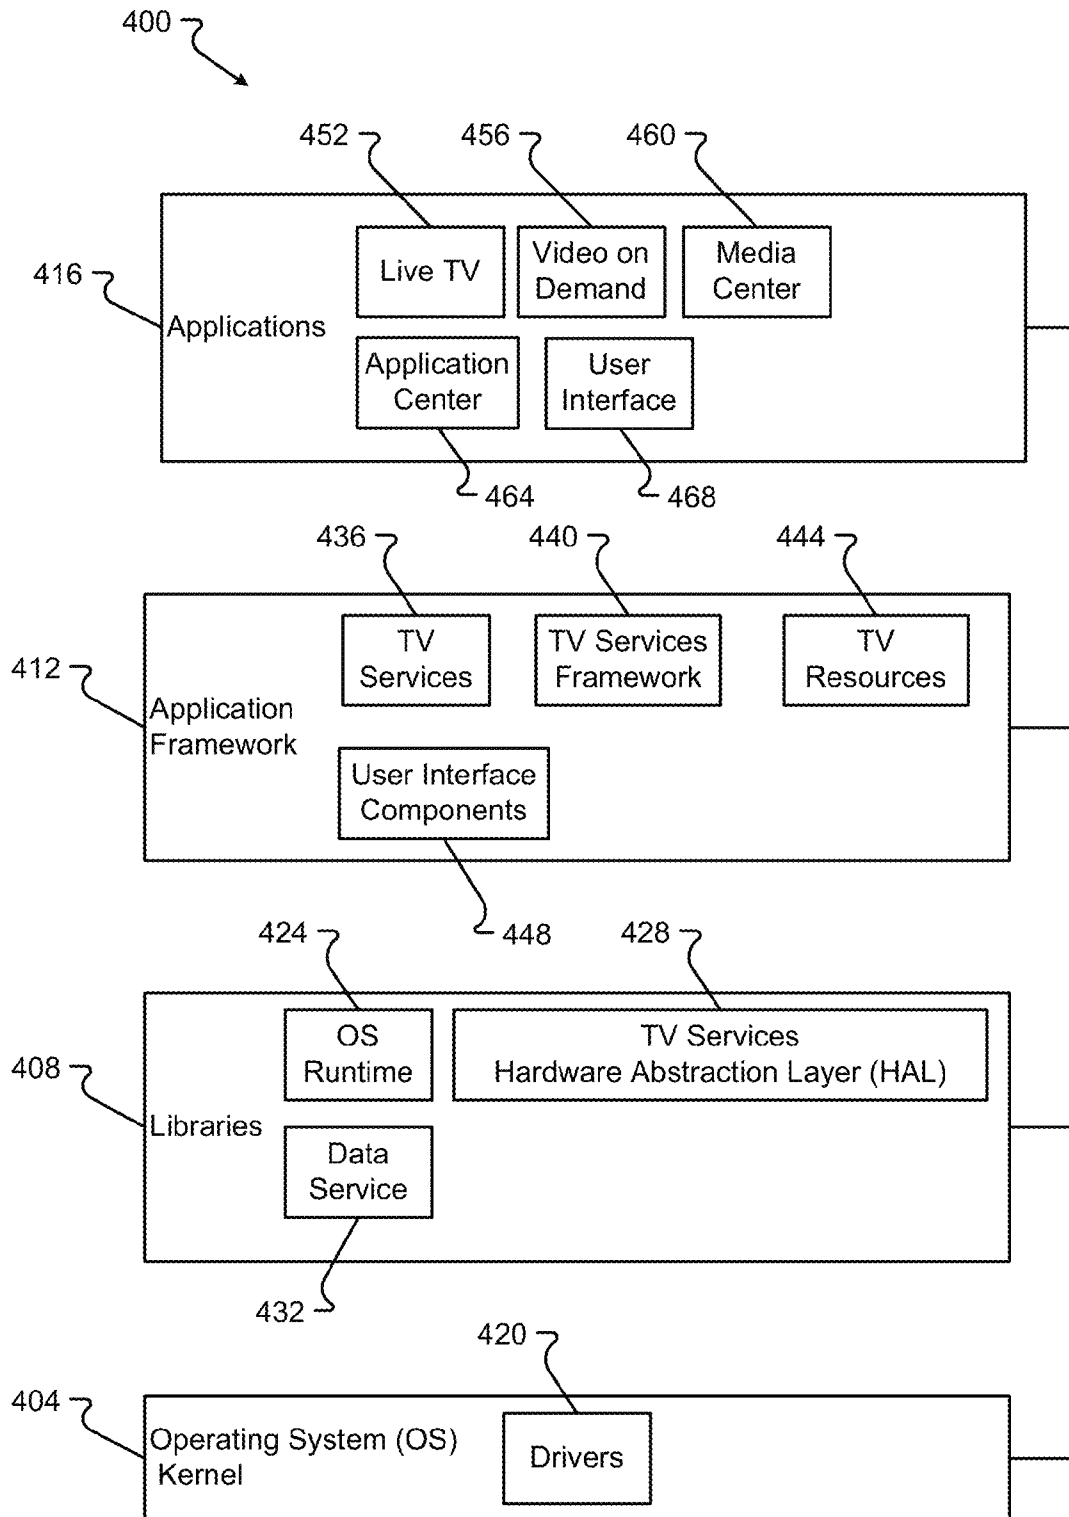 400
452
456
460
416
Applications
Live TV
Video on
Demand
Media
Center
Application
Center
User
Interface
464
468
436
440
444
412
Application
Framework
TV
Services
TV Services
Framework
TV
Resources
User Interface
Components
448
424
428
408
Libraries
OS
Runtime
TV Services
Hardware Abstraction Layer (HAL)
Data
Service
432
420
404
Operating System (OS)
Kernel
Drivers